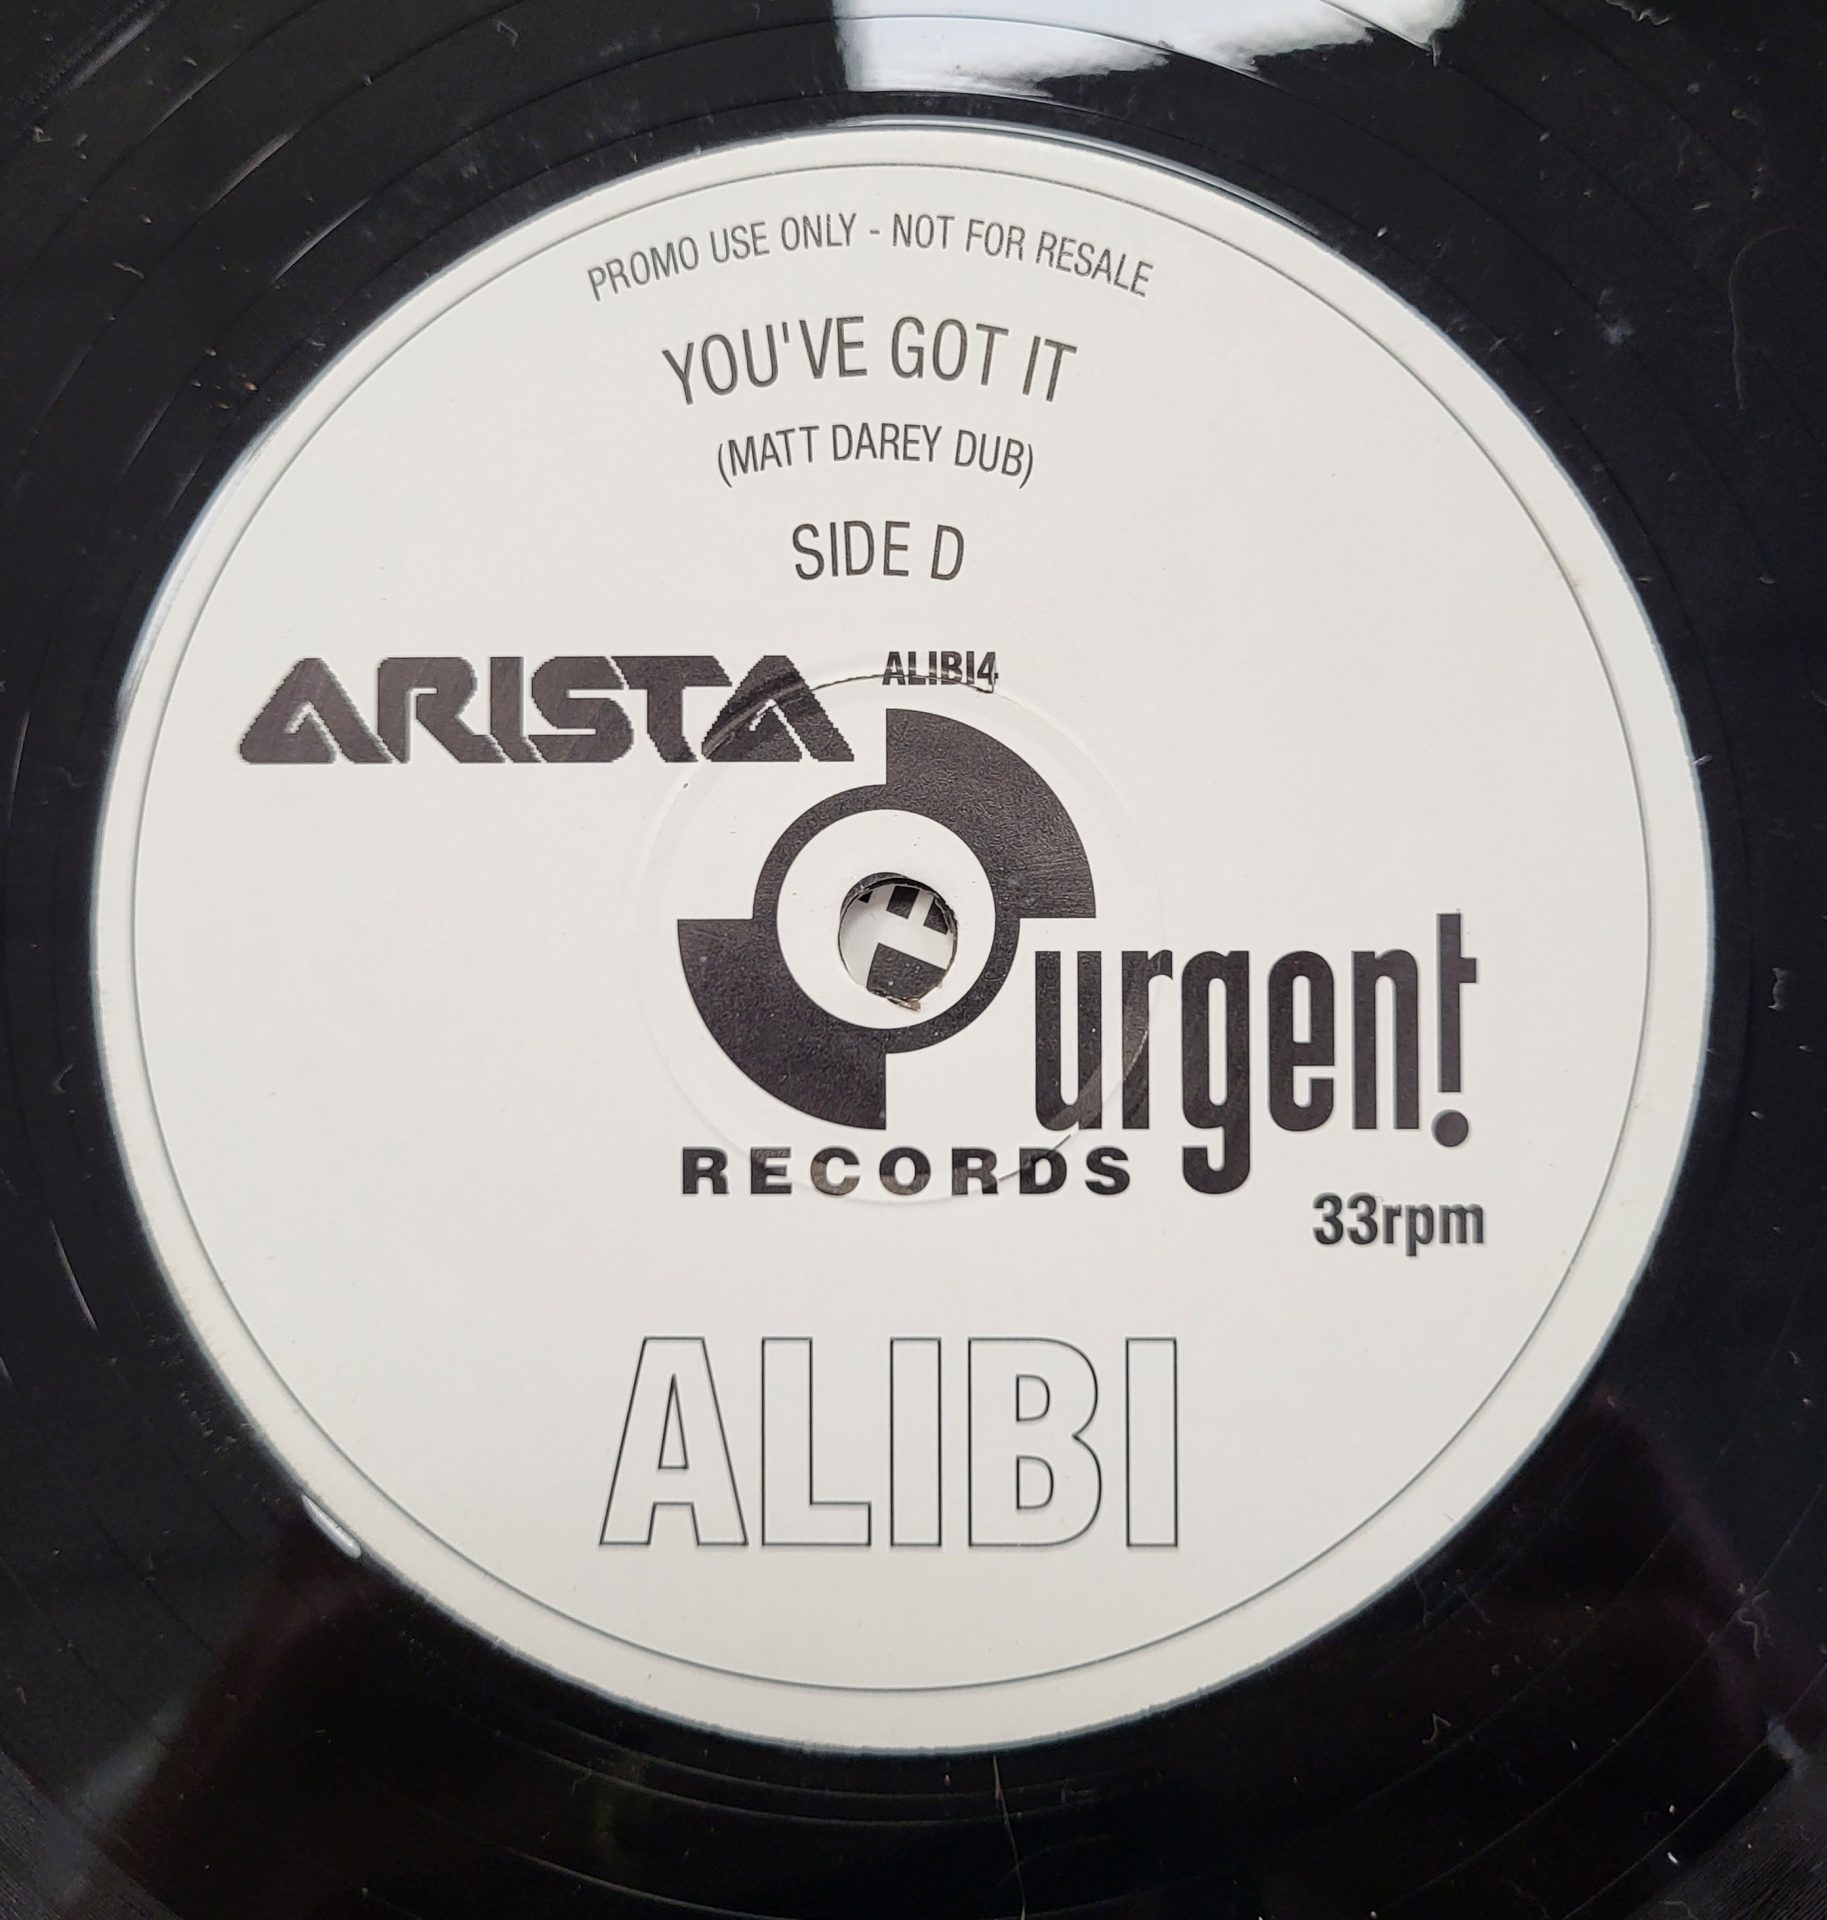 PROMO USE ONLY - NOT FOR RESALE
YOU'VE GOT IT
(MATT DAREY DUB)
SIDE D
ARISTA
ALIBI4
urgent!
RECORDS
33rpm
ALIBI